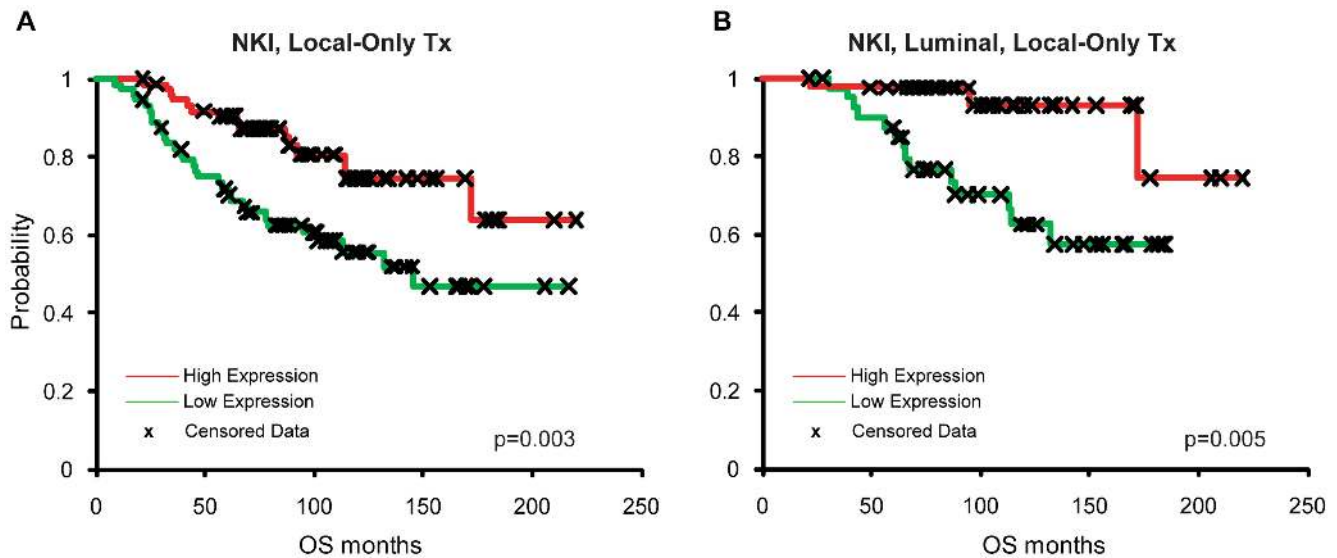 A
NKI, Local-Only Tx
Probability
1
0.8
0.6
0.4
0.2
0
High Expression
Low Expression
x Censored Data
p=0.003
0 50 100 150 200 250
OS months
B
NKI, Luminal, Local-Only Tx
1
0.8
0.6
0.4
0.2
0
High Expression
Low Expression
x Censored Data
p=0.005
0 50 100 150 200 250
OS months